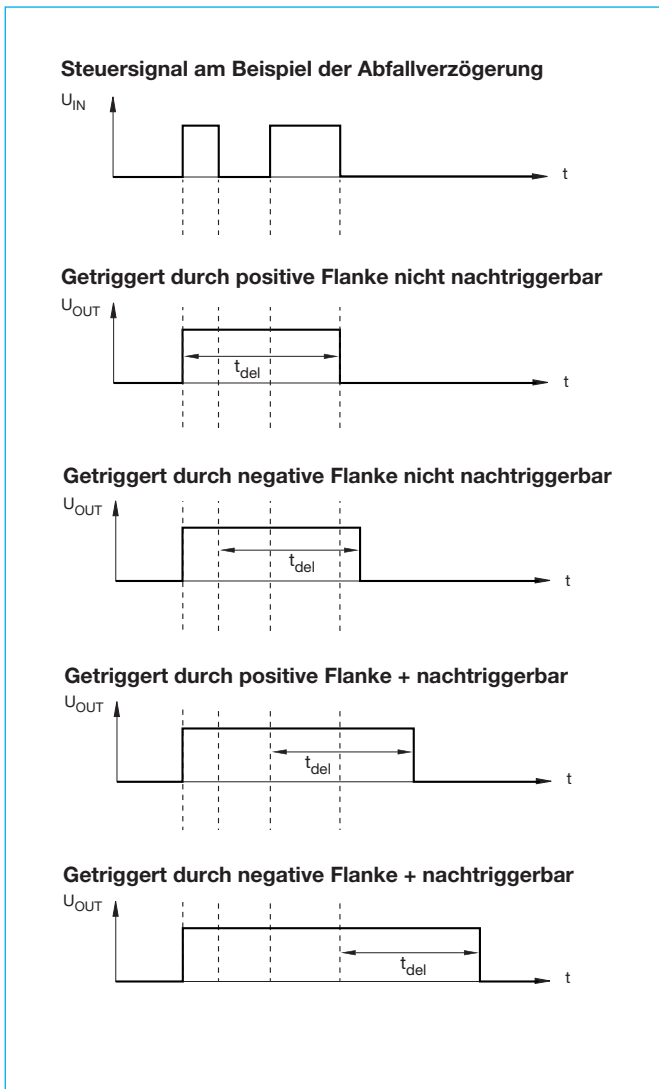 Steuersignal am Beispiel der Abfallverzögerung
U_IN
t
Getriggert durch positive Flanke nicht nachtriggerbar
U_OUT
t_del
t
Getriggert durch negative Flanke nicht nachtriggerbar
U_OUT
t_del
t
Getriggert durch positive Flanke + nachtriggerbar
U_OUT
t_del
t
Getriggert durch negative Flanke + nachtriggerbar
U_OUT
t_del
t